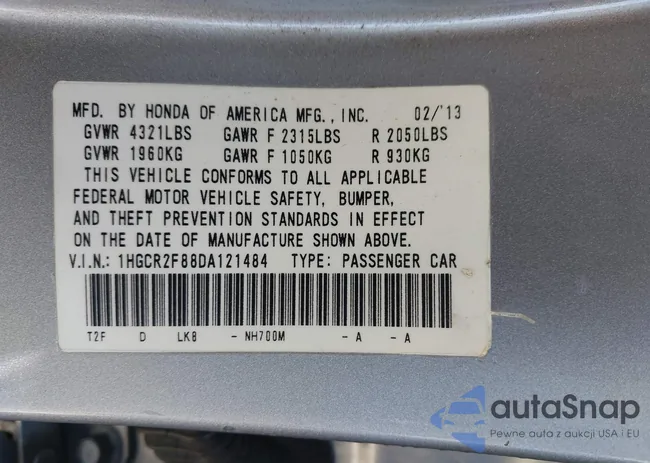 MFD. BY HONDA OF AMERICA MFG., INC. 02/'13
GVWR 4321LBS GAWR F 2315LBS R 2050LBS
GVWR 1960KG GAWR F 1050KG R 930KG
THIS VEHICLE CONFORMS TO ALL APPLICABLE
FEDERAL MOTOR VEHICLE SAFETY, BUMPER,
AND THEFT PREVENTION STANDARDS IN EFFECT
ON THE DATE OF MANUFACTURE SHOWN ABOVE.
V.I.N.: 1HGCR2F88DA121484 TYPE: PASSENGER CAR
T2F D LK8 - NH700M - A - A
autaSnap
Pewne auta z aukcji USA i EU